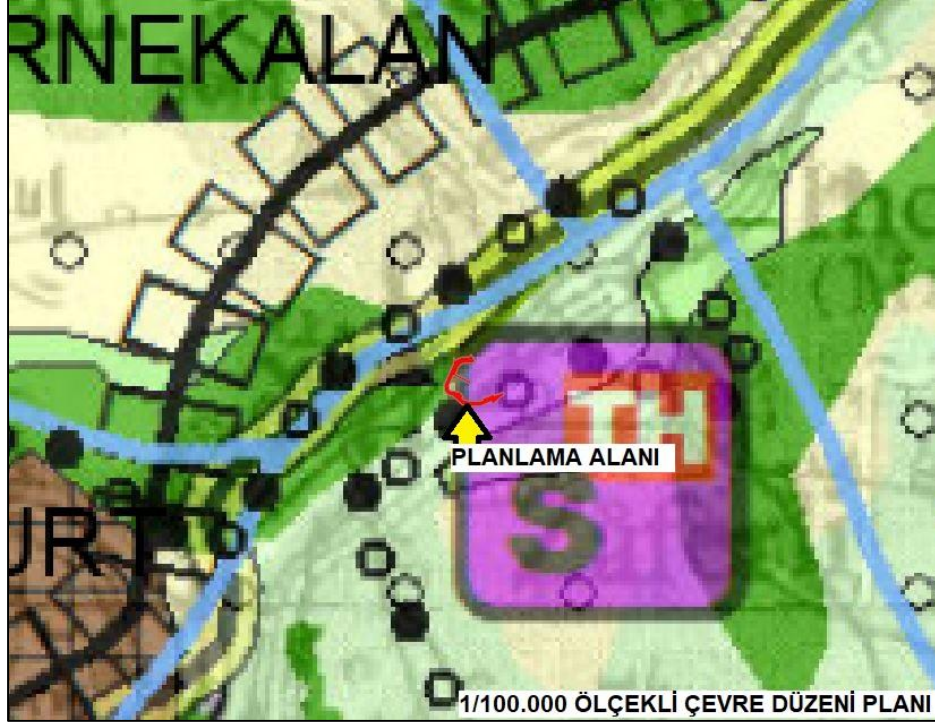 RNEKALAN
TH
PLANLAMA ALANI
S
URT
1/100.000 ÖLÇEKLİ ÇEVRE DÜZENİ PLANI